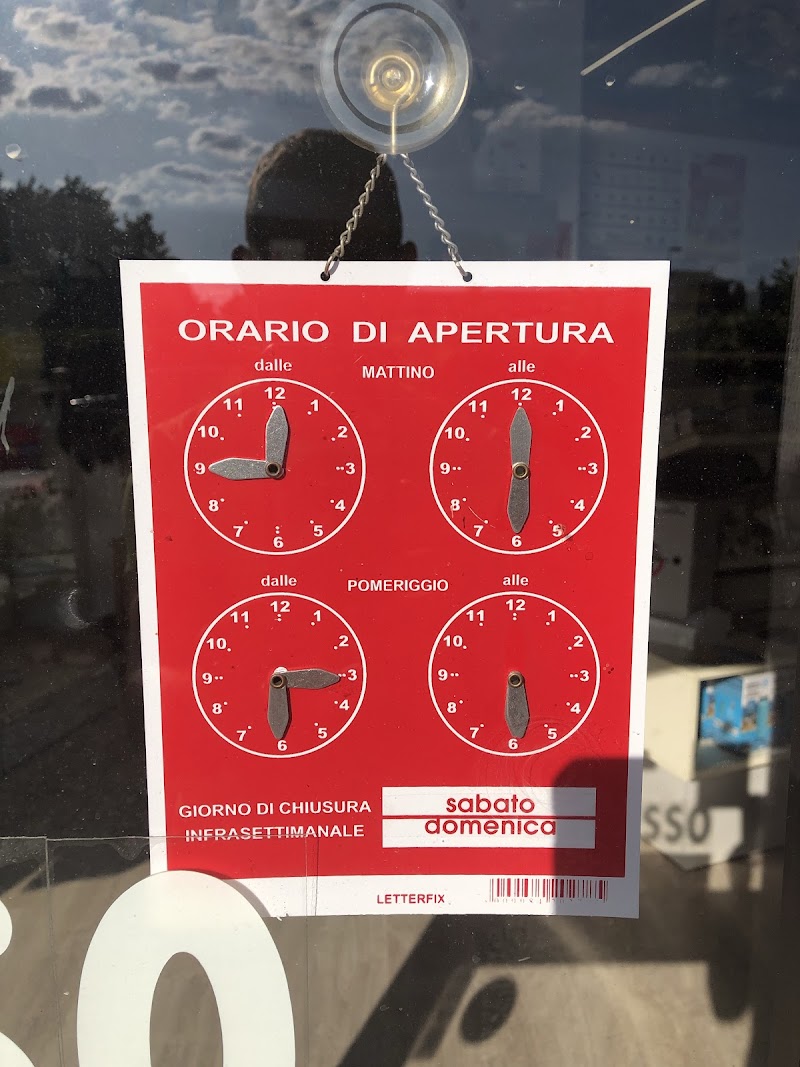 ORARIO DI APERTURA
dalle MATTINO alle
12 1 2 3 4 5 6 7 8 9 10 11
12 1 2 3 4 5 6 7 8 9 10 11
dalle POMERIGGIO alle
12 1 2 3 4 5 6 7 8 9 10 11
12 1 2 3 4 5 6 7 8 9 10 11
GIORNO DI CHIUSURA
INFRASETTIMANALE
sabato
domenica
LETTERFIX